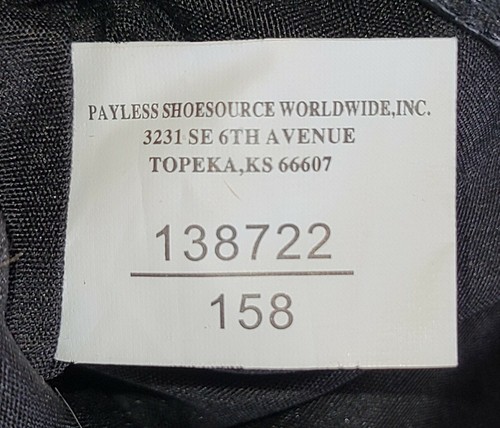 PAYLESS SHOESOURCE WORLDWIDE,INC.
3231 SE 6TH AVENUE
TOPEKA,KS 66607
138722
158